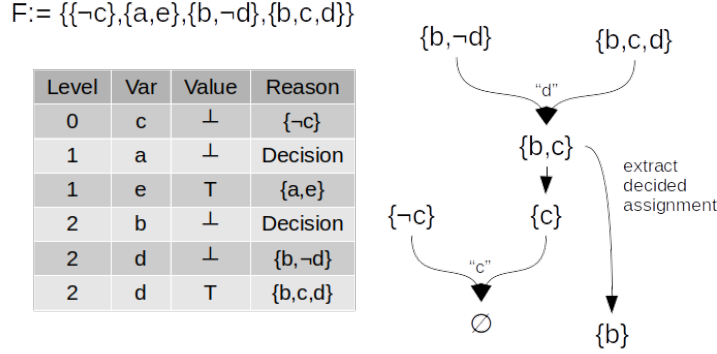 F:= {{¬c},{a,e},{b,¬d},{b,c,d}}
Level Var Value Reason
0 c ⊥ {¬c}
1 a ⊥ Decision
1 e T {a,e}
2 b ⊥ Decision
2 d ⊥ {b,¬d}
2 d T {b,c,d}
{b,¬d} {b,c,d}
“d”
{b,c}
extract
decided
assignment
{¬c} {c}
“c”
∅
{b}